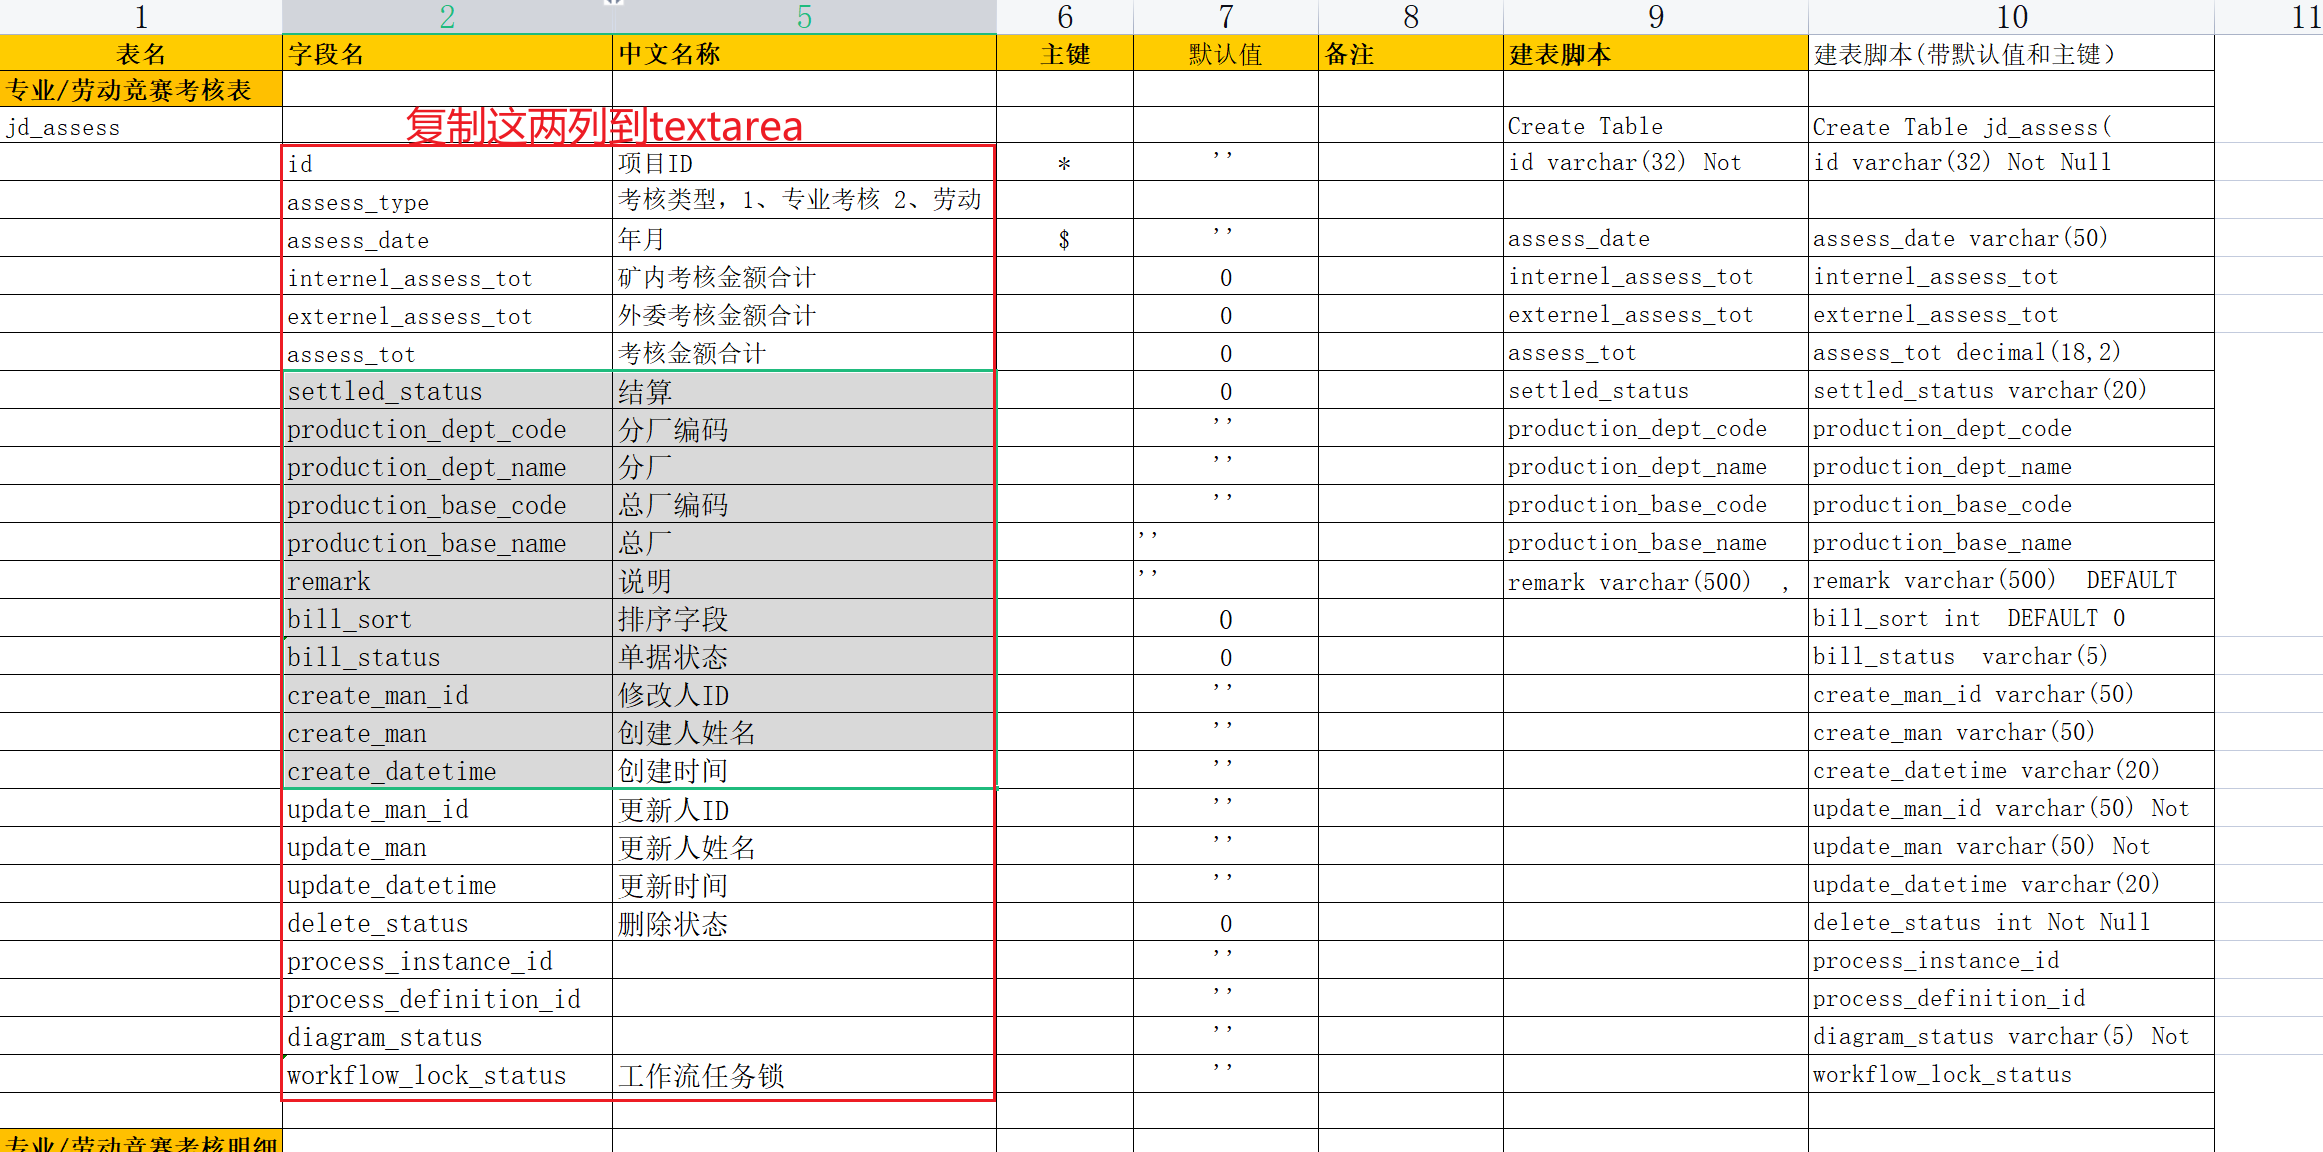 1 2 5 6 7 8 9 10 11
表名 字段名 中文名称 主键 默认值 备注 建表脚本 建表脚本(带默认值和主键)
专业/劳动竞赛考核表
复制这两列到textarea
jd_assess Create Table Create Table jd_assess(
id 项目ID * '' id varchar(32) Not id varchar(32) Not Null
assess_type 考核类型，1、专业考核 2、劳动
assess_date 年月 $ '' assess_date assess_date varchar(50)
internel_assess_tot 矿内考核金额合计 0 internel_assess_tot internel_assess_tot
externel_assess_tot 外委考核金额合计 0 externel_assess_tot externel_assess_tot
assess_tot 考核金额合计 0 assess_tot assess_tot decimal(18,2)
settled_status 结算 0 settled_status settled_status varchar(20)
production_dept_code 分厂编码 '' production_dept_code production_dept_code
production_dept_name 分厂 '' production_dept_name production_dept_name
production_base_code 总厂编码 '' production_base_code production_base_code
production_base_name 总厂 '' production_base_name production_base_name
remark 说明 '' remark varchar(500) , remark varchar(500) DEFAULT
bill_sort 排序字段 0 bill_sort int DEFAULT 0
bill_status 单据状态 0 bill_status varchar(5)
create_man_id 修改人ID '' create_man_id varchar(50)
create_man 创建人姓名 '' create_man varchar(50)
create_datetime 创建时间 '' create_datetime varchar(20)
update_man_id 更新人ID '' update_man_id varchar(50) Not
update_man 更新人姓名 '' update_man varchar(50) Not
update_datetime 更新时间 '' update_datetime varchar(20)
delete_status 删除状态 0 delete_status int Not Null
process_instance_id '' process_instance_id
process_definition_id '' process_definition_id
diagram_status '' diagram_status varchar(5) Not
workflow_lock_status 工作流任务锁 '' workflow_lock_status
专业/劳动竞赛考核明细